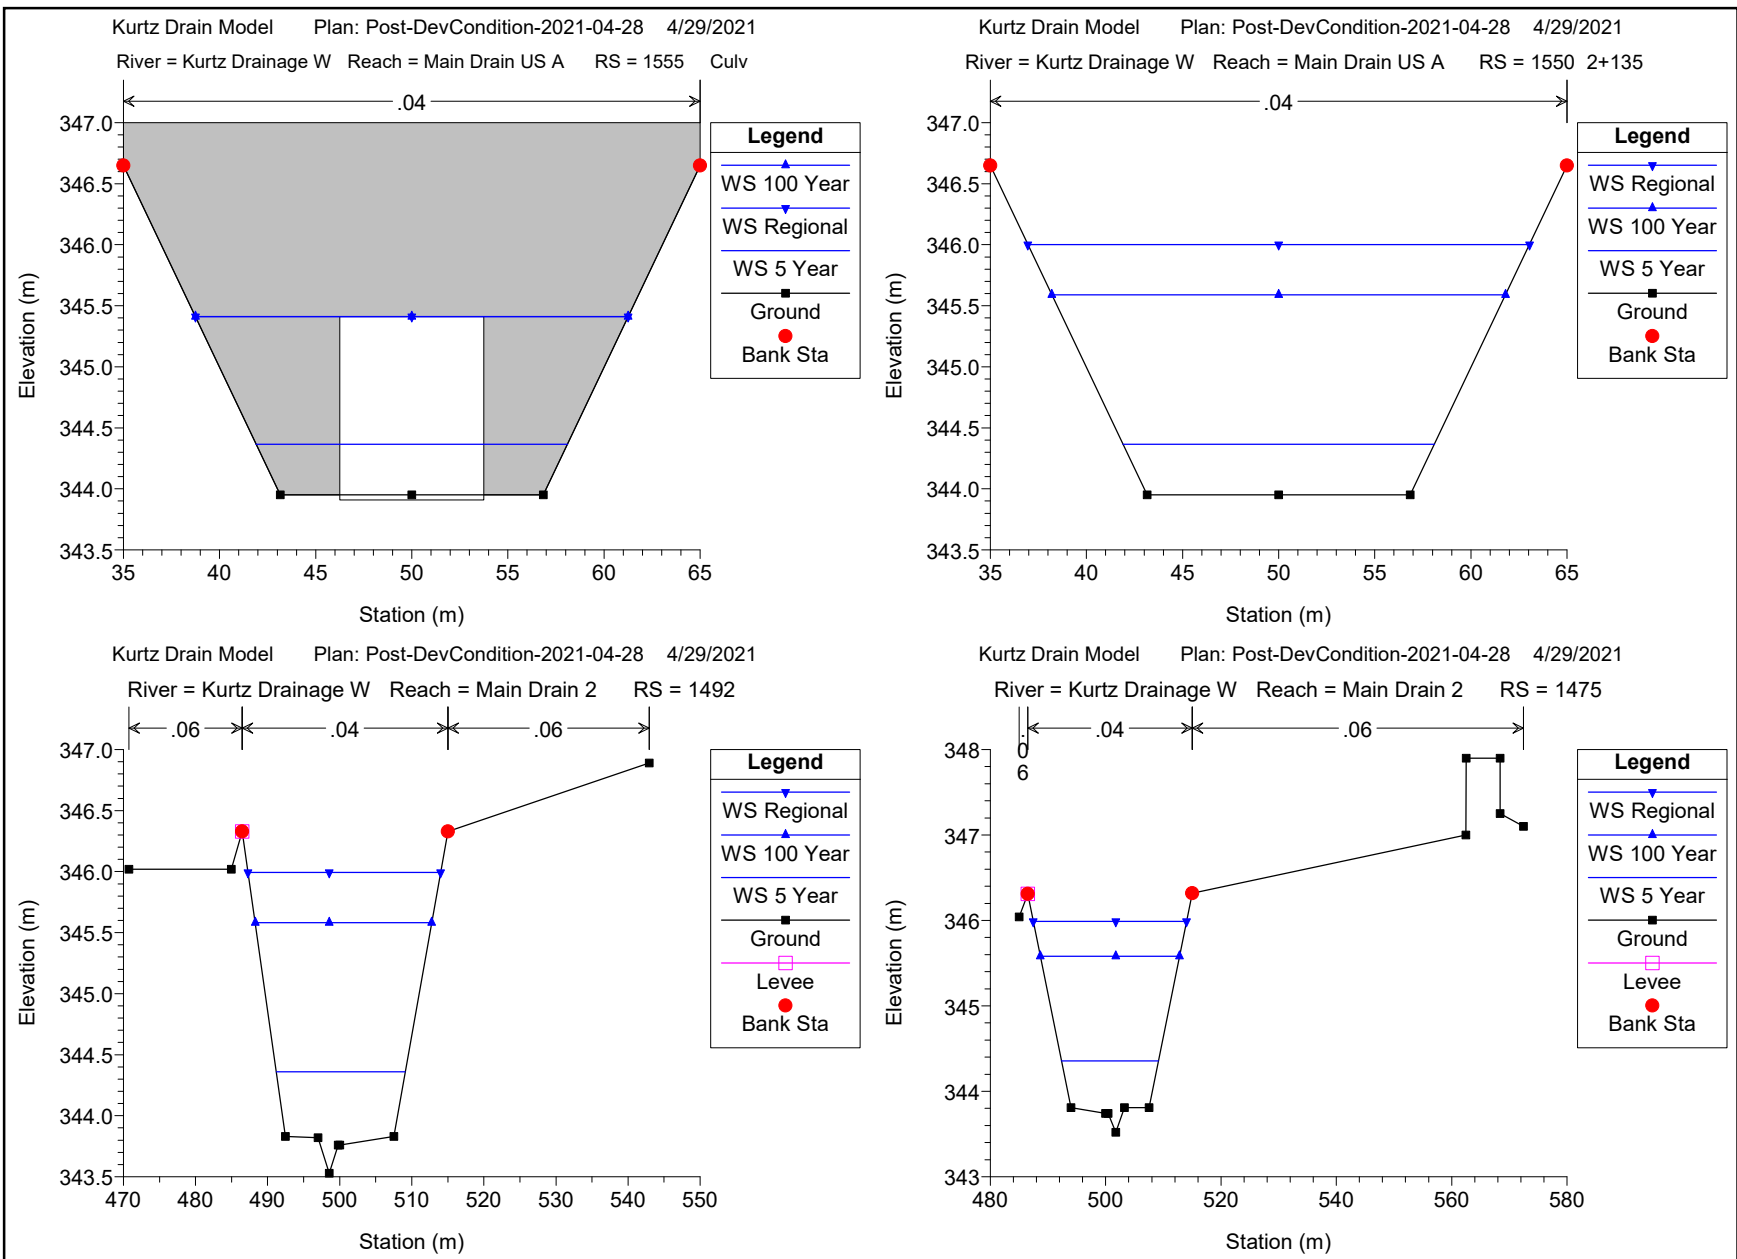 Kurtz Drain Model Plan: Post-DevCondition-2021-04-28 4/29/2021
River = Kurtz Drainage W Reach = Main Drain US A RS = 1555 Culv
.04
347.0
346.5
346.0
345.5
345.0
344.5
344.0
343.5
Elevation (m)
35 40 45 50 55 60 65
Station (m)
Legend
WS 100 Year
WS Regional
WS 5 Year
Ground
Bank Sta
Kurtz Drain Model Plan: Post-DevCondition-2021-04-28 4/29/2021
River = Kurtz Drainage W Reach = Main Drain US A RS = 1550 2+135
.04
347.0
346.5
346.0
345.5
345.0
344.5
344.0
343.5
Elevation (m)
35 40 45 50 55 60 65
Station (m)
Legend
WS Regional
WS 100 Year
WS 5 Year
Ground
Bank Sta
Kurtz Drain Model Plan: Post-DevCondition-2021-04-28 4/29/2021
River = Kurtz Drainage W Reach = Main Drain 2 RS = 1492
.06 .04 .06
347.0
346.5
346.0
345.5
345.0
344.5
344.0
343.5
Elevation (m)
470 480 490 500 510 520 530 540 550
Station (m)
Legend
WS Regional
WS 100 Year
WS 5 Year
Ground
Levee
Bank Sta
Kurtz Drain Model Plan: Post-DevCondition-2021-04-28 4/29/2021
River = Kurtz Drainage W Reach = Main Drain 2 RS = 1475
.06 .04 .06
348
347
346
345
344
343
Elevation (m)
480 500 520 540 560 580
Station (m)
Legend
WS Regional
WS 100 Year
WS 5 Year
Ground
Levee
Bank Sta